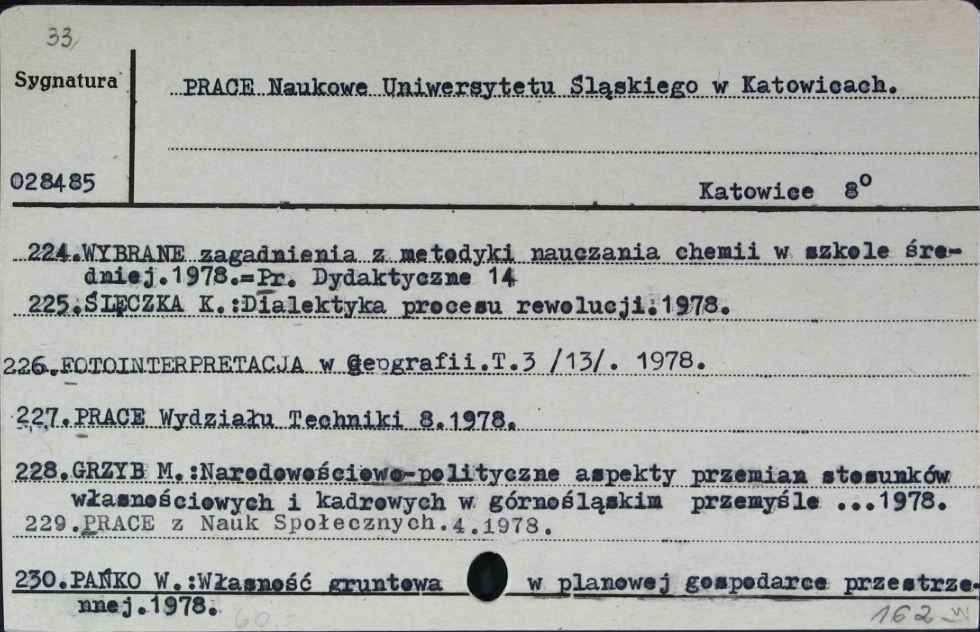 33
Sygnatura
PRACE Naukowe Uniwersytetu Śląskiego w Katowicach.
028485
Katowice 8°
224.WYBRANE zagadnienia z metodyki nauczania chemii w szkole śre-
dniej.1978.=Pr. Dydaktyczne 14
225.ŚLĘCZKA K.:Dialektyka procesu rewolucji.1978.
226.FOTOINTERPRETACJA w Geografii.T.3 /13/. 1978.
227.PRACE Wydziału Techniki 8.1978.
228.GRZYB M.:Narodowościowo-polityczne aspekty przemian stosunków
własnościowych i kadrowych w górnośląskim przemyśle ...1978.
229.PRACE z Nauk Społecznych.4.1978.
230.PAŃKO W.:Własność gruntowa w planowej gospodarce przestrze-
nnej.1978.
60.-
162